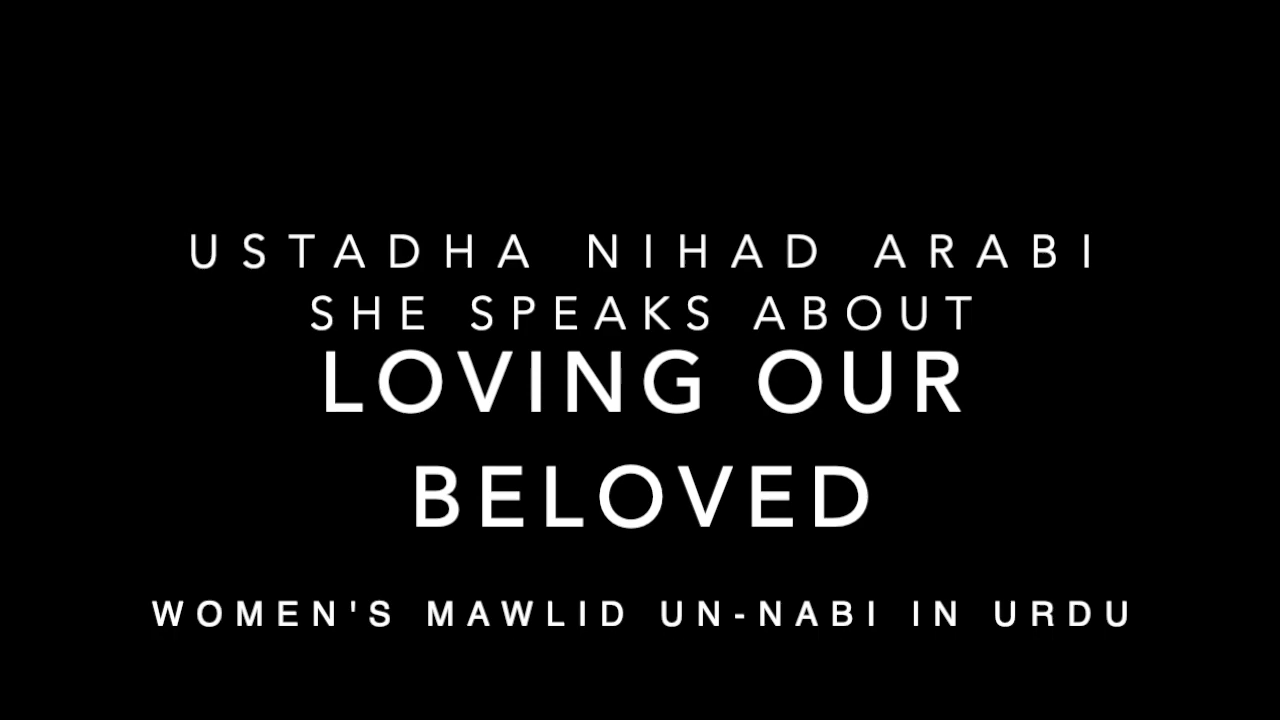 USTADHA NIHAD ARABI
SHE SPEAKS ABOUT
LOVING OUR
BELOVED
WOMEN'S MAWLID UN-NABI IN URDU